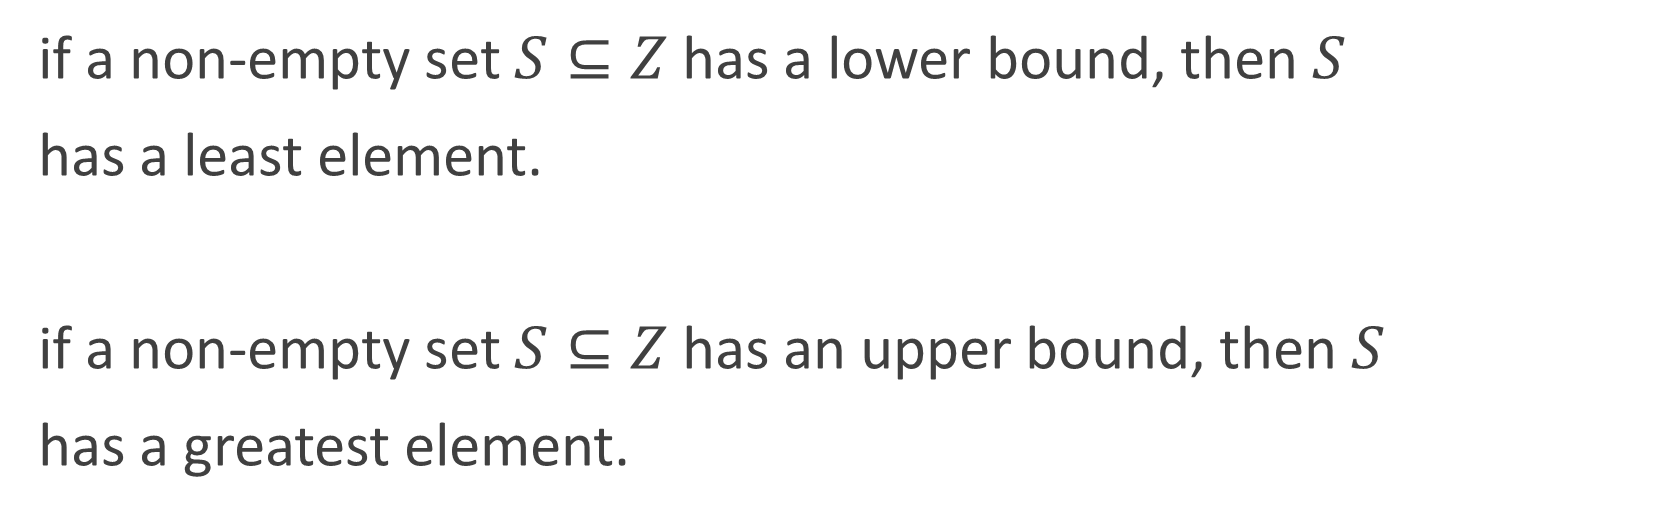 if a non-empty set S ⊆ Z has a lower bound, then S
has a least element.
if a non-empty set S ⊆ Z has an upper bound, then S
has a greatest element.